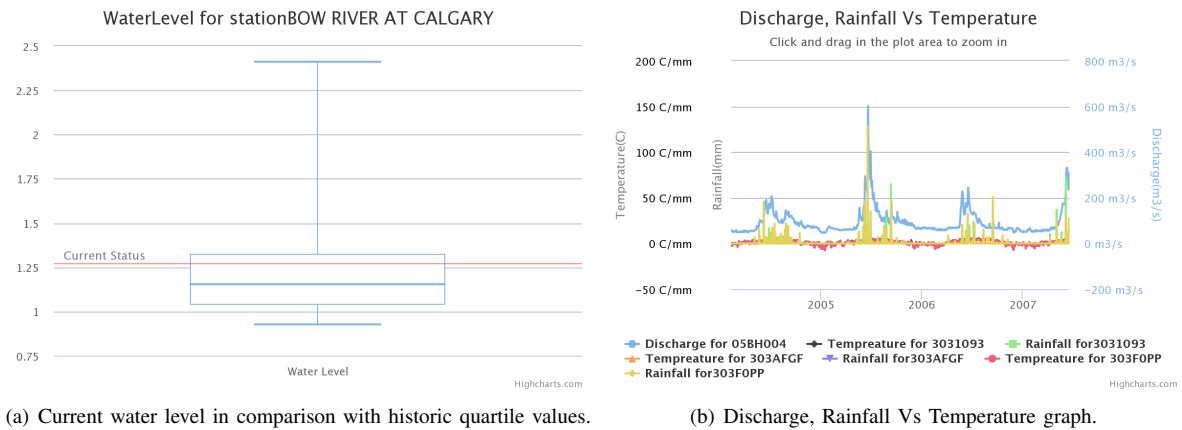 WaterLevel for stationBOW RIVER AT CALGARY
2.5
2.25
2
1.75
1.5
1.25
1
0.75
Current Status
Water Level
Highcharts.com
(a) Current water level in comparison with historic quartile values.
Discharge, Rainfall Vs Temperature
Click and drag in the plot area to zoom in
Temperature(C)
200 C/mm
150 C/mm
100 C/mm
50 C/mm
0 C/mm
−50 C/mm
Rainfall(mm)
800 m3/s
600 m3/s
400 m3/s
200 m3/s
0 m3/s
−200 m3/s
Discharge(m3/s)
2005 2006 2007
Discharge for 05BH004 Tempreature for 3031093 Rainfall for3031093
Tempreature for 303AFGF Rainfall for303AFGF Tempreature for 303F0PP
Rainfall for303F0PP
Highcharts.com
(b) Discharge, Rainfall Vs Temperature graph.